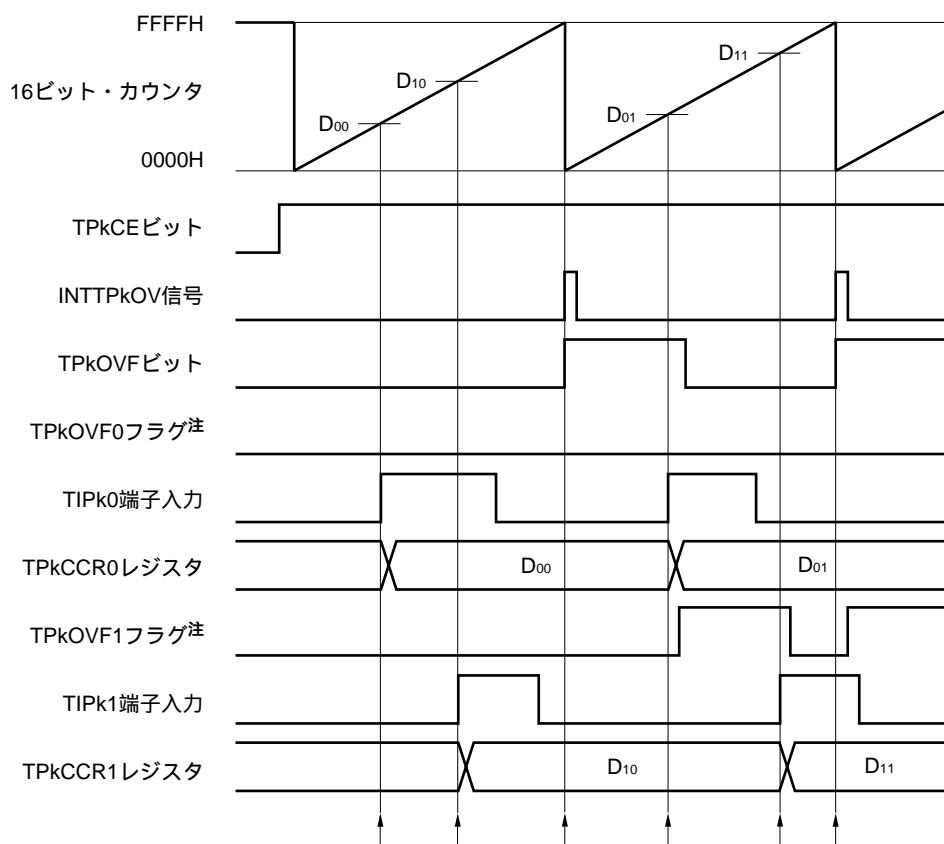 FFFFH
D11
D10
16ビット・カウンタ
D00
D01
0000H
TPkCEビット
INTTPkOV信号
TPkOVFビット
TPkOVF0フラグ注
TIPk0端子入力
TPkCCR0レジスタ
D00
D01
TPkOVF1フラグ注
TIPk1端子入力
TPkCCR1レジスタ
D10
D11